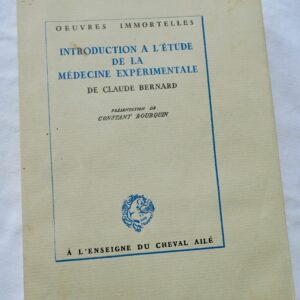 OEUVRES IMMORTELLES
INTRODUCTION A L'ÉTUDE
DE LA
MÉDECINE EXPÉRIMENTALE
DE CLAUDE BERNARD
PRÉSENTATION DE
CONSTANT BOURQUIN
À L'ENSEIGNE DU CHEVAL AILÉ